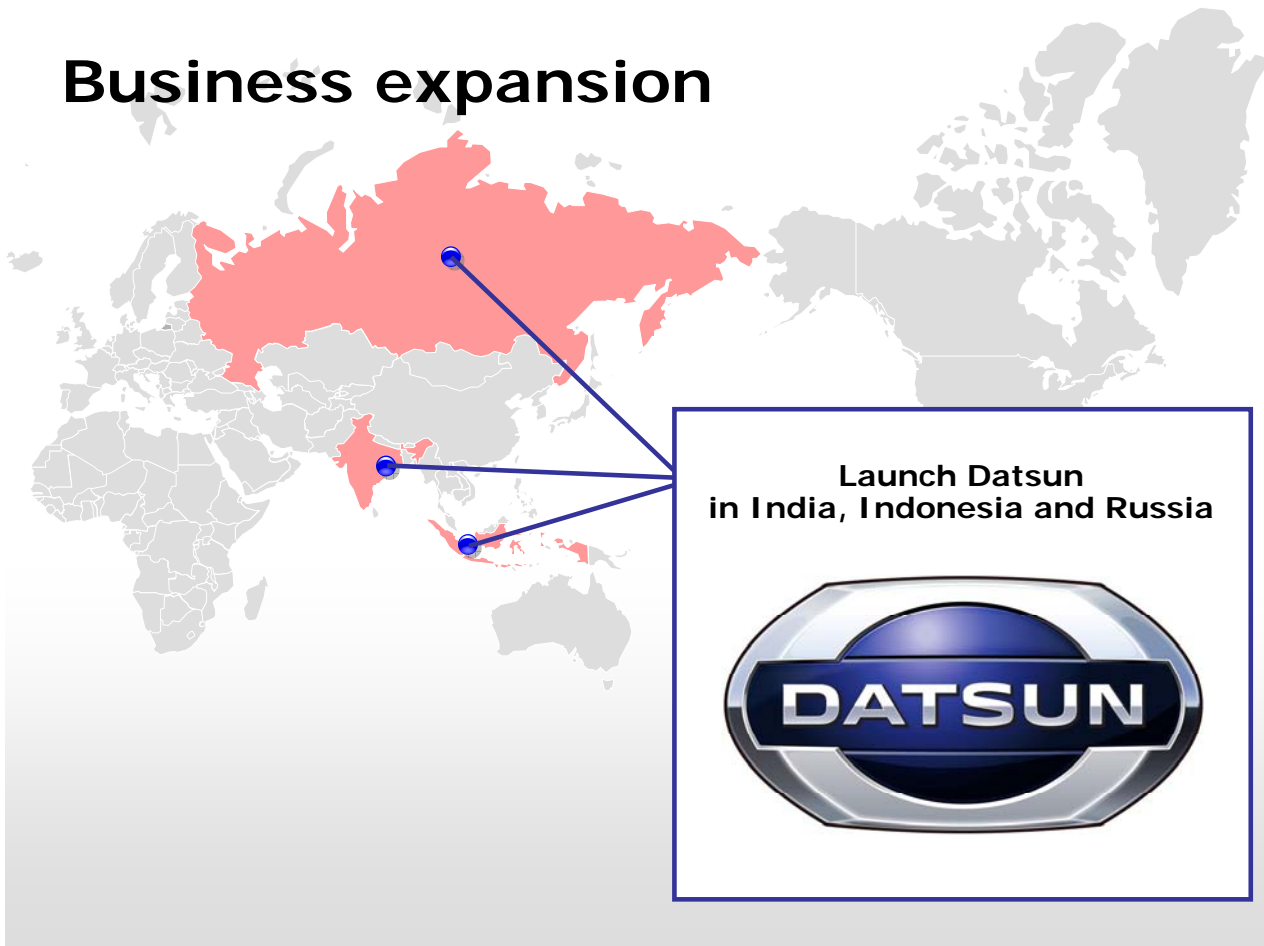 Business expansion
Launch Datsun
in India, Indonesia and Russia
DATSUN